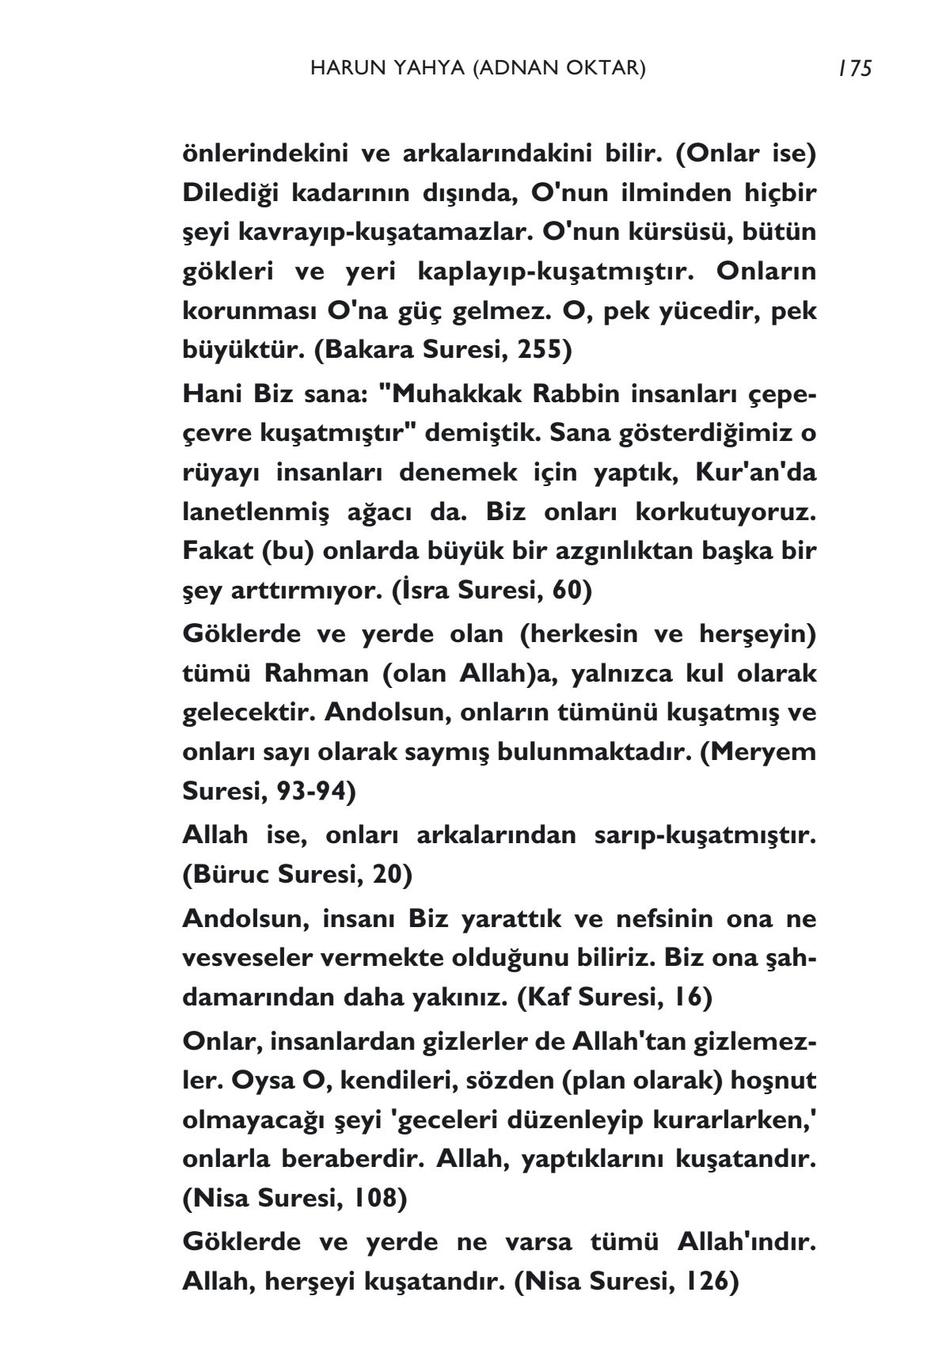 HARUN YAHYA (ADNAN OKTAR) 175
önlerindekini ve arkalarındakini bilir. (Onlar ise)
Dilediği kadarının dışında, O'nun ilminden hiçbir
şeyi kavrayıp-kuşatamazlar. O'nun kürsüsü, bütün
gökleri ve yeri kaplayıp-kuşatmıştır. Onların
korunması O'na güç gelmez. O, pek yücedir, pek
büyüktür. (Bakara Suresi, 255)
Hani Biz sana: "Muhakkak Rabbin insanları çepe-
çevre kuşatmıştır" demiştik. Sana gösterdiğimiz o
rüyayı insanları denemek için yaptık, Kur'an'da
lanetlenmiş ağacı da. Biz onları korkutuyoruz.
Fakat (bu) onlarda büyük bir azgınlıktan başka bir
şey arttırmıyor. (İsra Suresi, 60)
Göklerde ve yerde olan (herkesin ve herşeyin)
tümü Rahman (olan Allah)a, yalnızca kul olarak
gelecektir. Andolsun, onların tümünü kuşatmış ve
onları sayı olarak saymış bulunmaktadır. (Meryem
Suresi, 93-94)
Allah ise, onları arkalarından sarıp-kuşatmıştır.
(Büruc Suresi, 20)
Andolsun, insanı Biz yarattık ve nefsinin ona ne
vesveseler vermekte olduğunu biliriz. Biz ona şah-
damarından daha yakınız. (Kaf Suresi, 16)
Onlar, insanlardan gizlerler de Allah'tan gizlemez-
ler. Oysa O, kendileri, sözden (plan olarak) hoşnut
olmayacağı şeyi 'geceleri düzenleyip kurarlarken,'
onlarla beraberdir. Allah, yaptıklarını kuşatandır.
(Nisa Suresi, 108)
Göklerde ve yerde ne varsa tümü Allah'ındır.
Allah, herşeyi kuşatandır. (Nisa Suresi, 126)